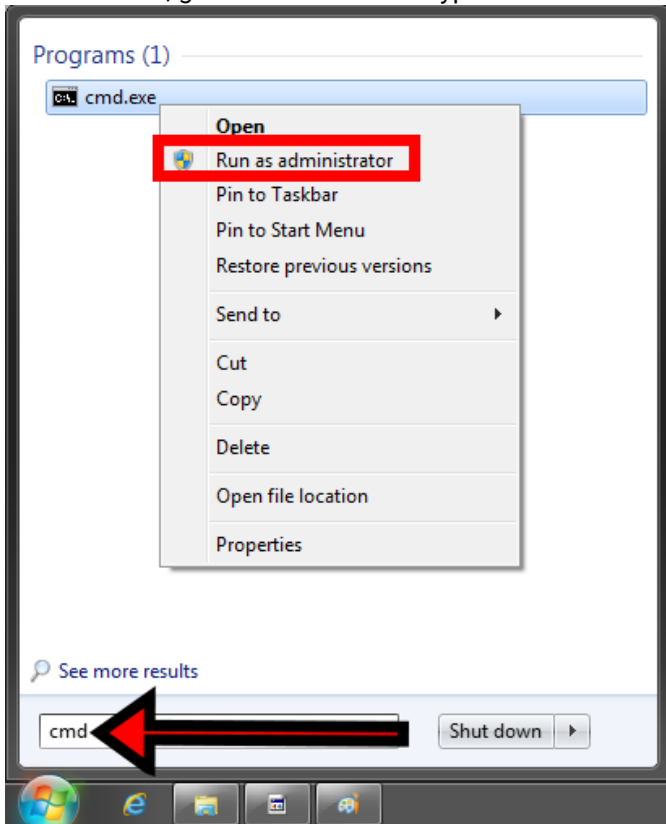 Programs (1)
cmd.exe
Open
Run as administrator
Pin to Taskbar
Pin to Start Menu
Restore previous versions
Send to
Cut
Copy
Delete
Open file location
Properties
See more results
cmd
Shut down